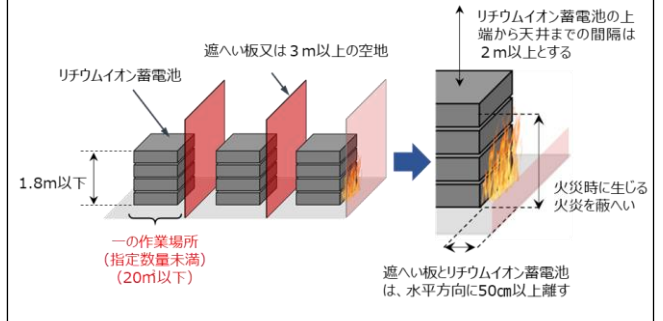 リチウムイオン蓄電池
遮へい板又は3m以上の空地
1.8m以下
一の作業場所
(指定数量未満)
(20㎡以下)
リチウムイオン蓄電池の上
端から天井までの間隔は
2m以上とする
火災時に生じる
火炎を蔽へい
遮へい板とリチウムイオン蓄電池
は、水平方向に50㎝以上離す